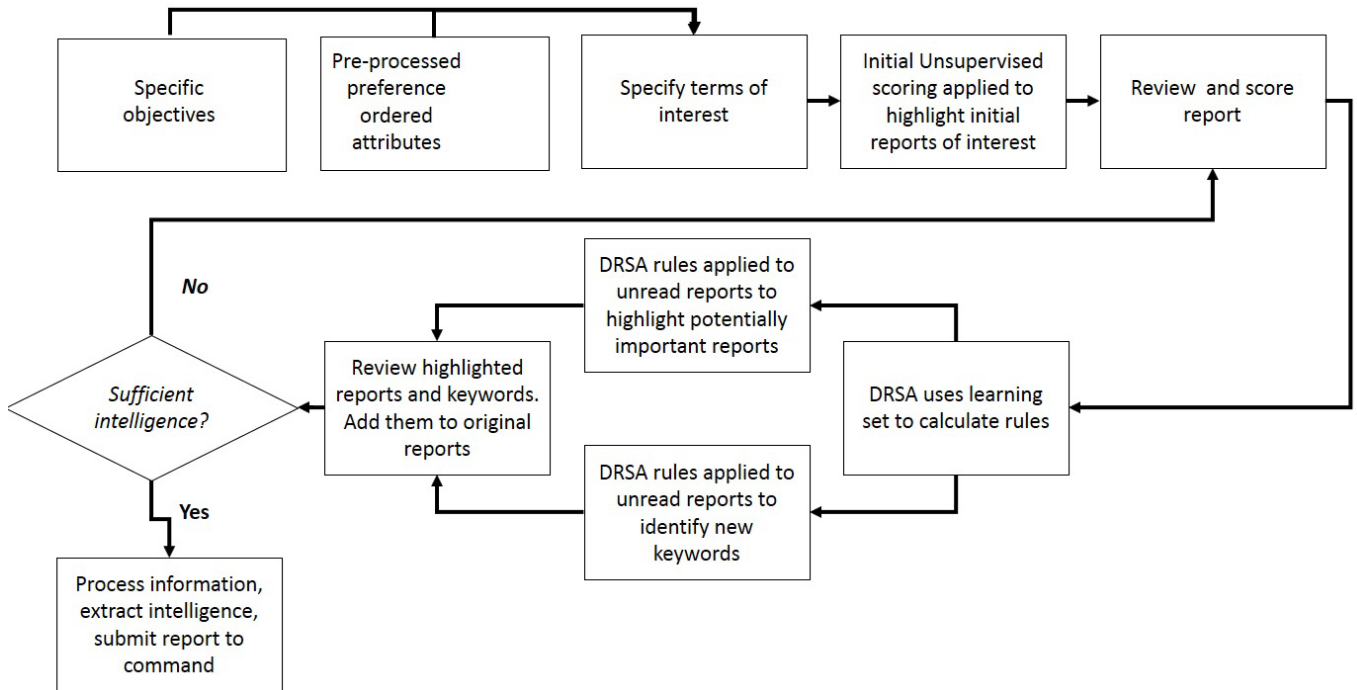 Specific
objectives
Pre-processed
preference
ordered
attributes
Specify terms of
interest
Initial Unsupervised
scoring applied to
highlight initial
reports of interest
Review and score
report
No
DRSA rules applied to
unread reports to
highlight potentially
important reports
Sufficient
intelligence?
Review highlighted
reports and keywords.
Add them to original
reports
DRSA uses learning
set to calculate rules
DRSA rules applied to
unread reports to
identify new
keywords
Yes
Process information,
extract intelligence,
submit report to
command